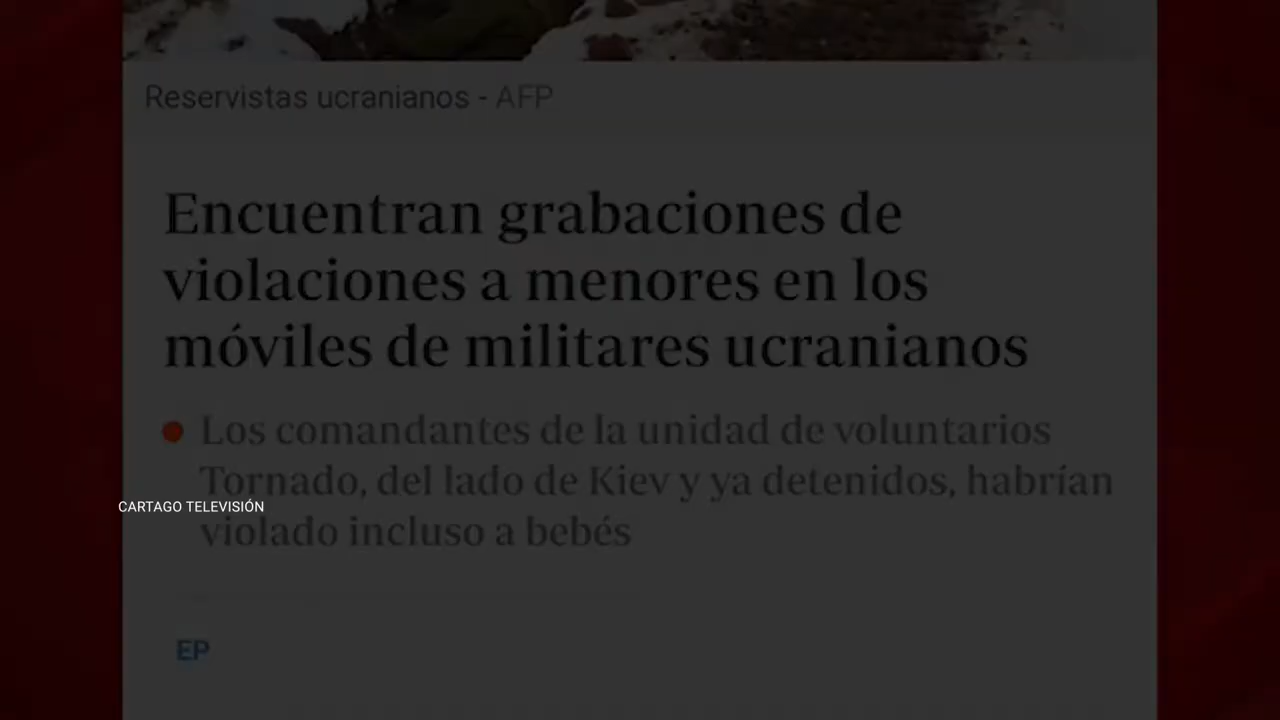 Reservistas ucranianos - AFP
Encuentran grabaciones de
violaciones a menores en los
móviles de militares ucranianos
Los comandantes de la unidad de voluntarios
Tornado, del lado de Kiev y ya detenidos, habrían
CARTAGO TELEVISIÓN
violado incluso a bebés
EP